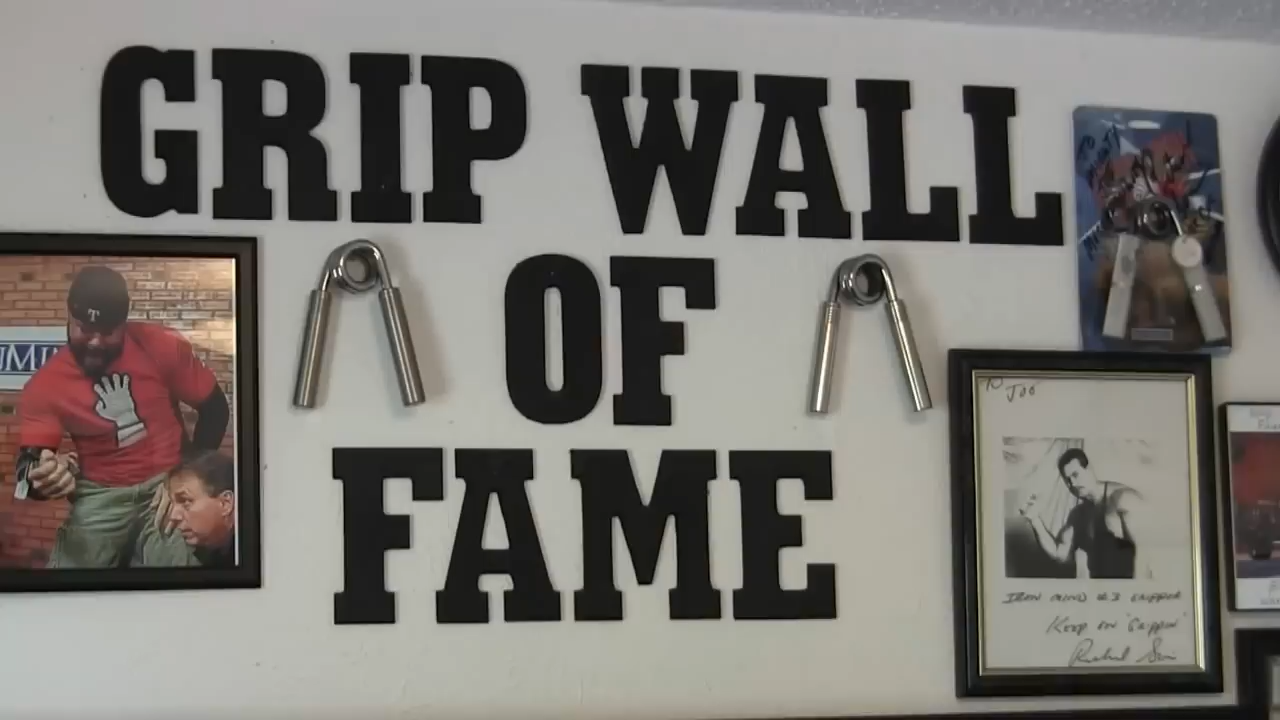 GRIP WALL
OF
FAME
To Joe
IRON MIND #3 GRIPPER
KEEP ON "GRIPPIN"
T